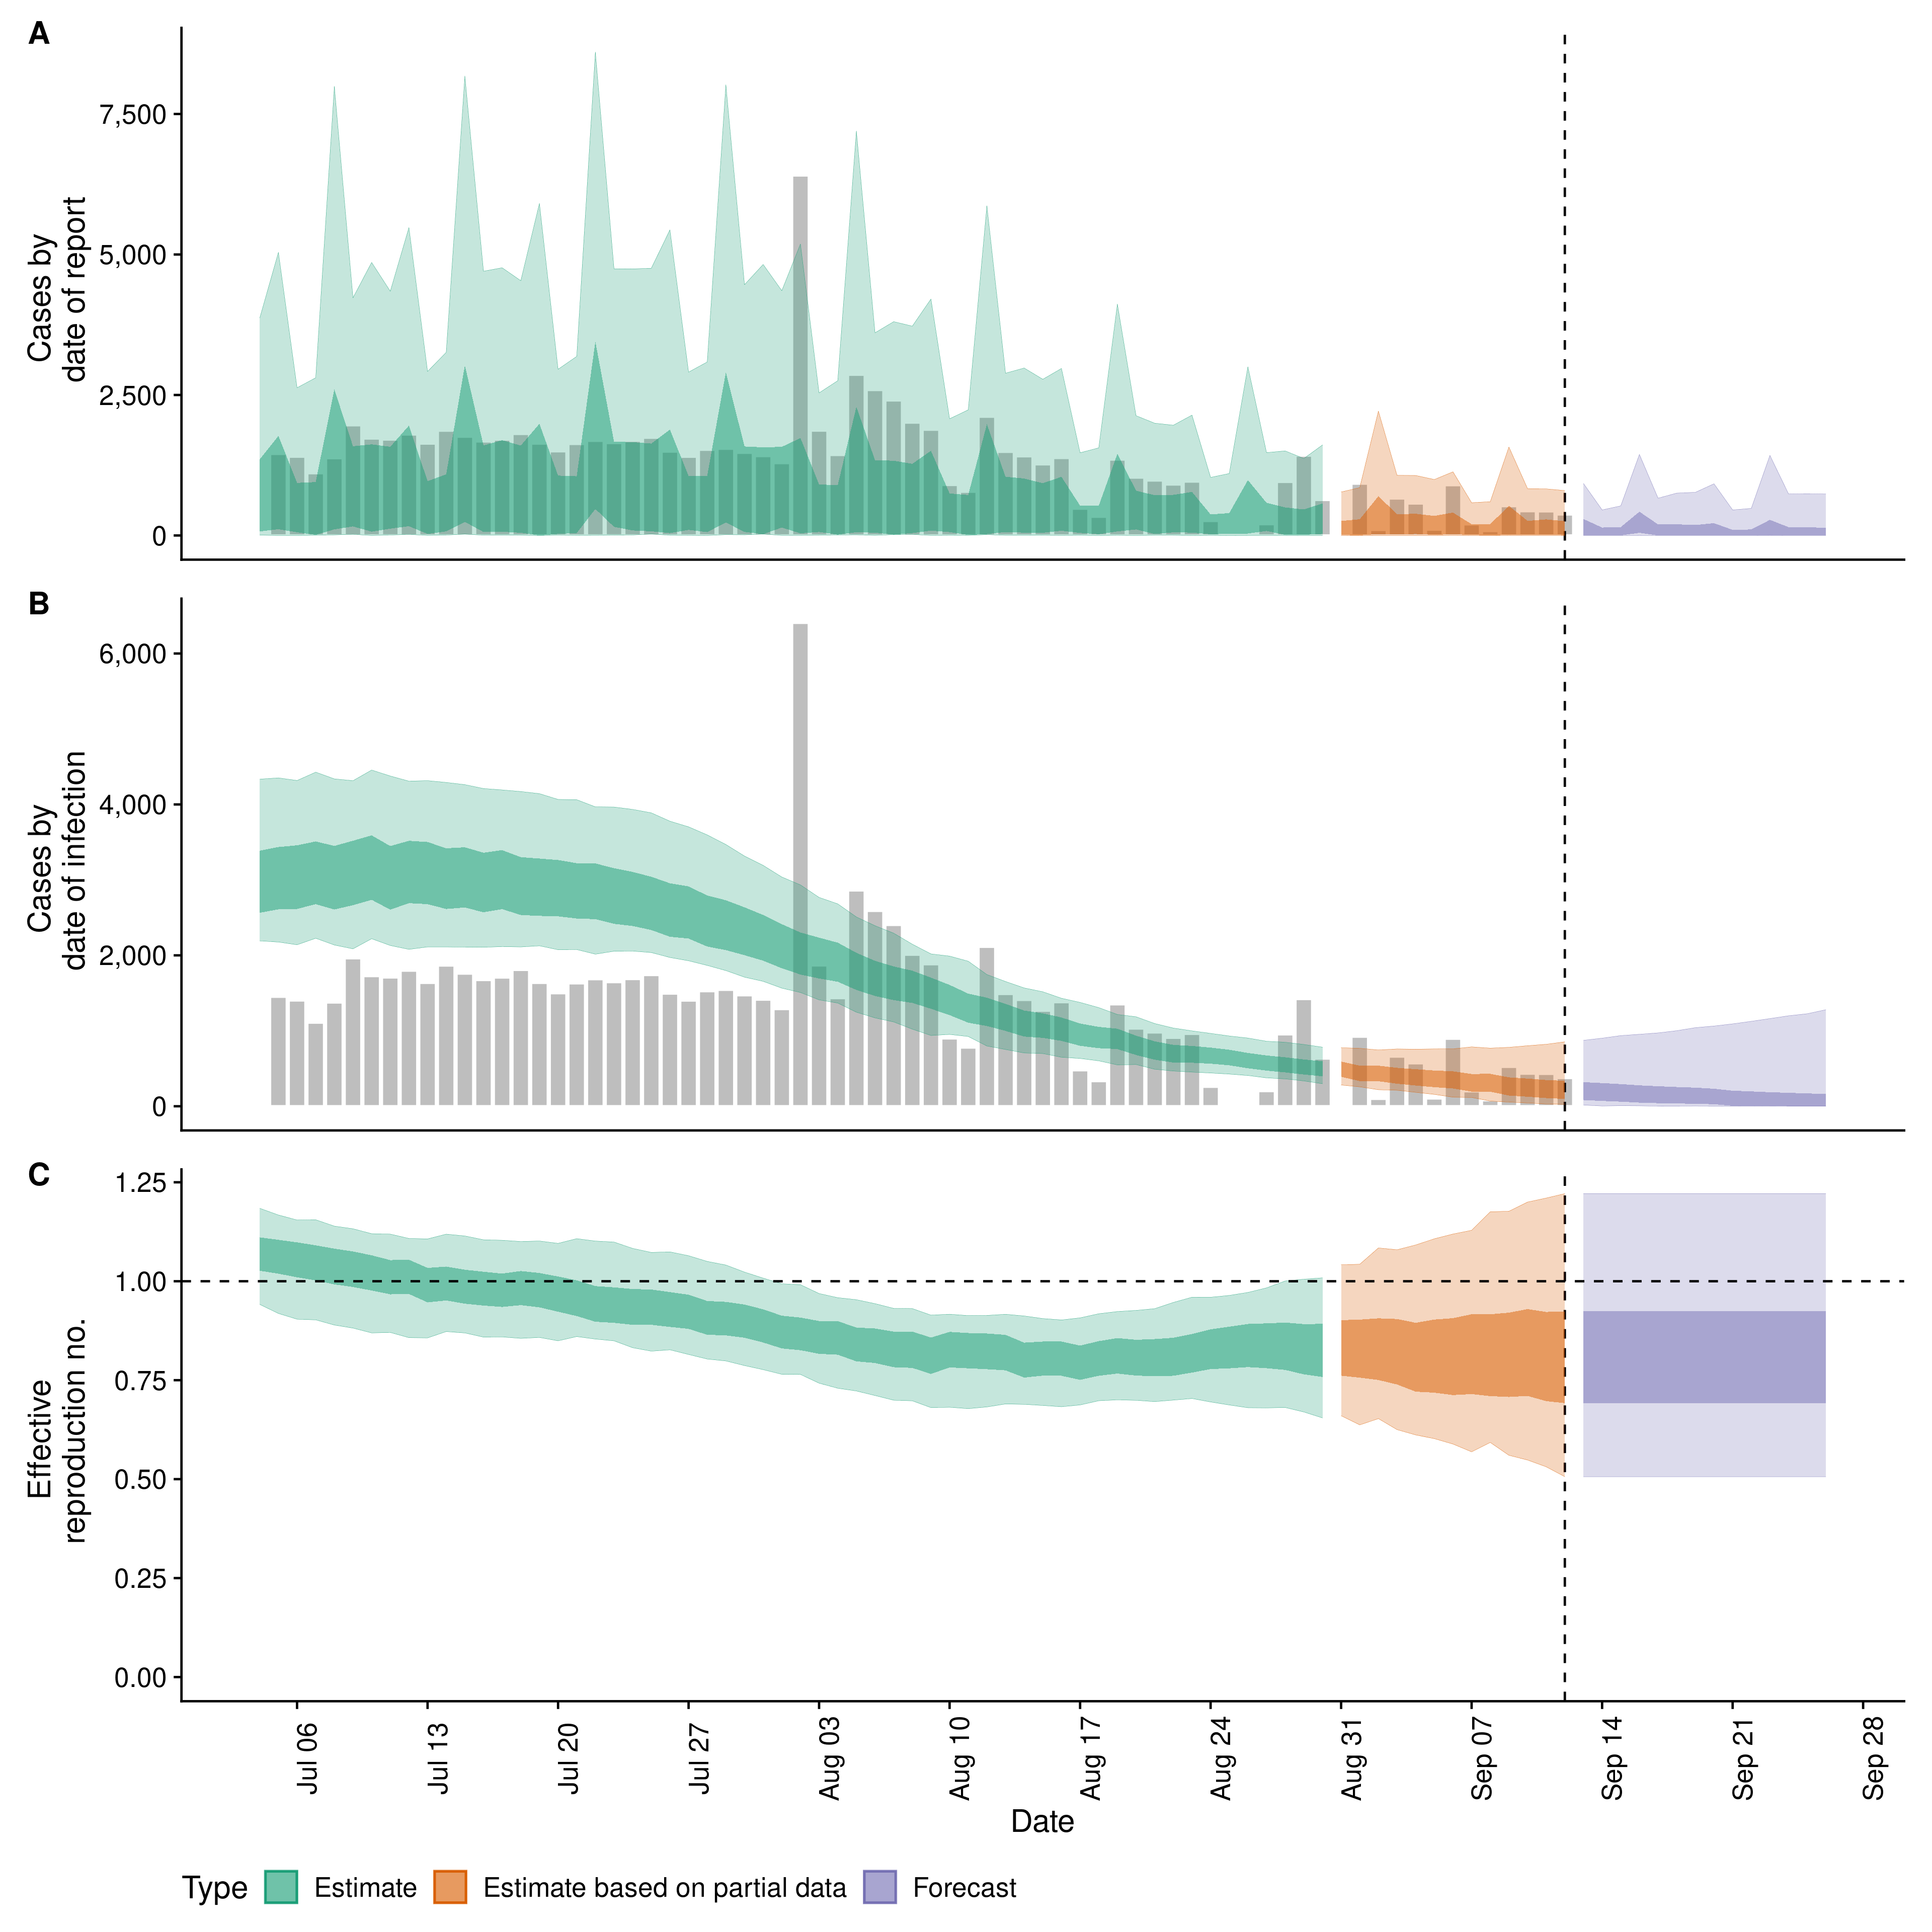 A
Cases by
date of report
7,500
5,000
2,500
0
B
Cases by
date of infection
6,000
4,000
2,000
0
C
Effective
reproduction no.
1.25
1.00
0.75
0.50
0.25
0.00
Jul 06
Jul 13
Jul 20
Jul 27
Aug 03
Aug 10
Aug 17
Aug 24
Aug 31
Sep 07
Sep 14
Sep 21
Sep 28
Date
Type Estimate Estimate based on partial data Forecast